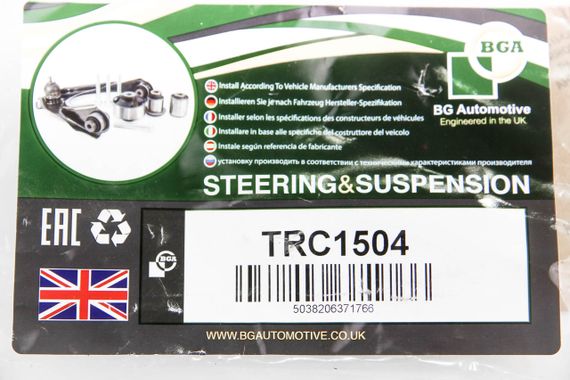 BGA
BG Automotive
Engineered in the UK
Install According To Vehicle Manufacturers Specification
Installieren Sie je nach Fahrzeug Hersteller-Spezifikation
Installer selon les spécifications des constructeurs de véhicules
Installare in base alle specifiche del costruttore del veicolo
Instale según referencia de fabricante
установку производить в соответствии с техническими характеристиками производителя
STEERING&SUSPENSION
EAC
BGA
TRC1504
5038206371766
WWW.BGAUTOMOTIVE.CO.UK